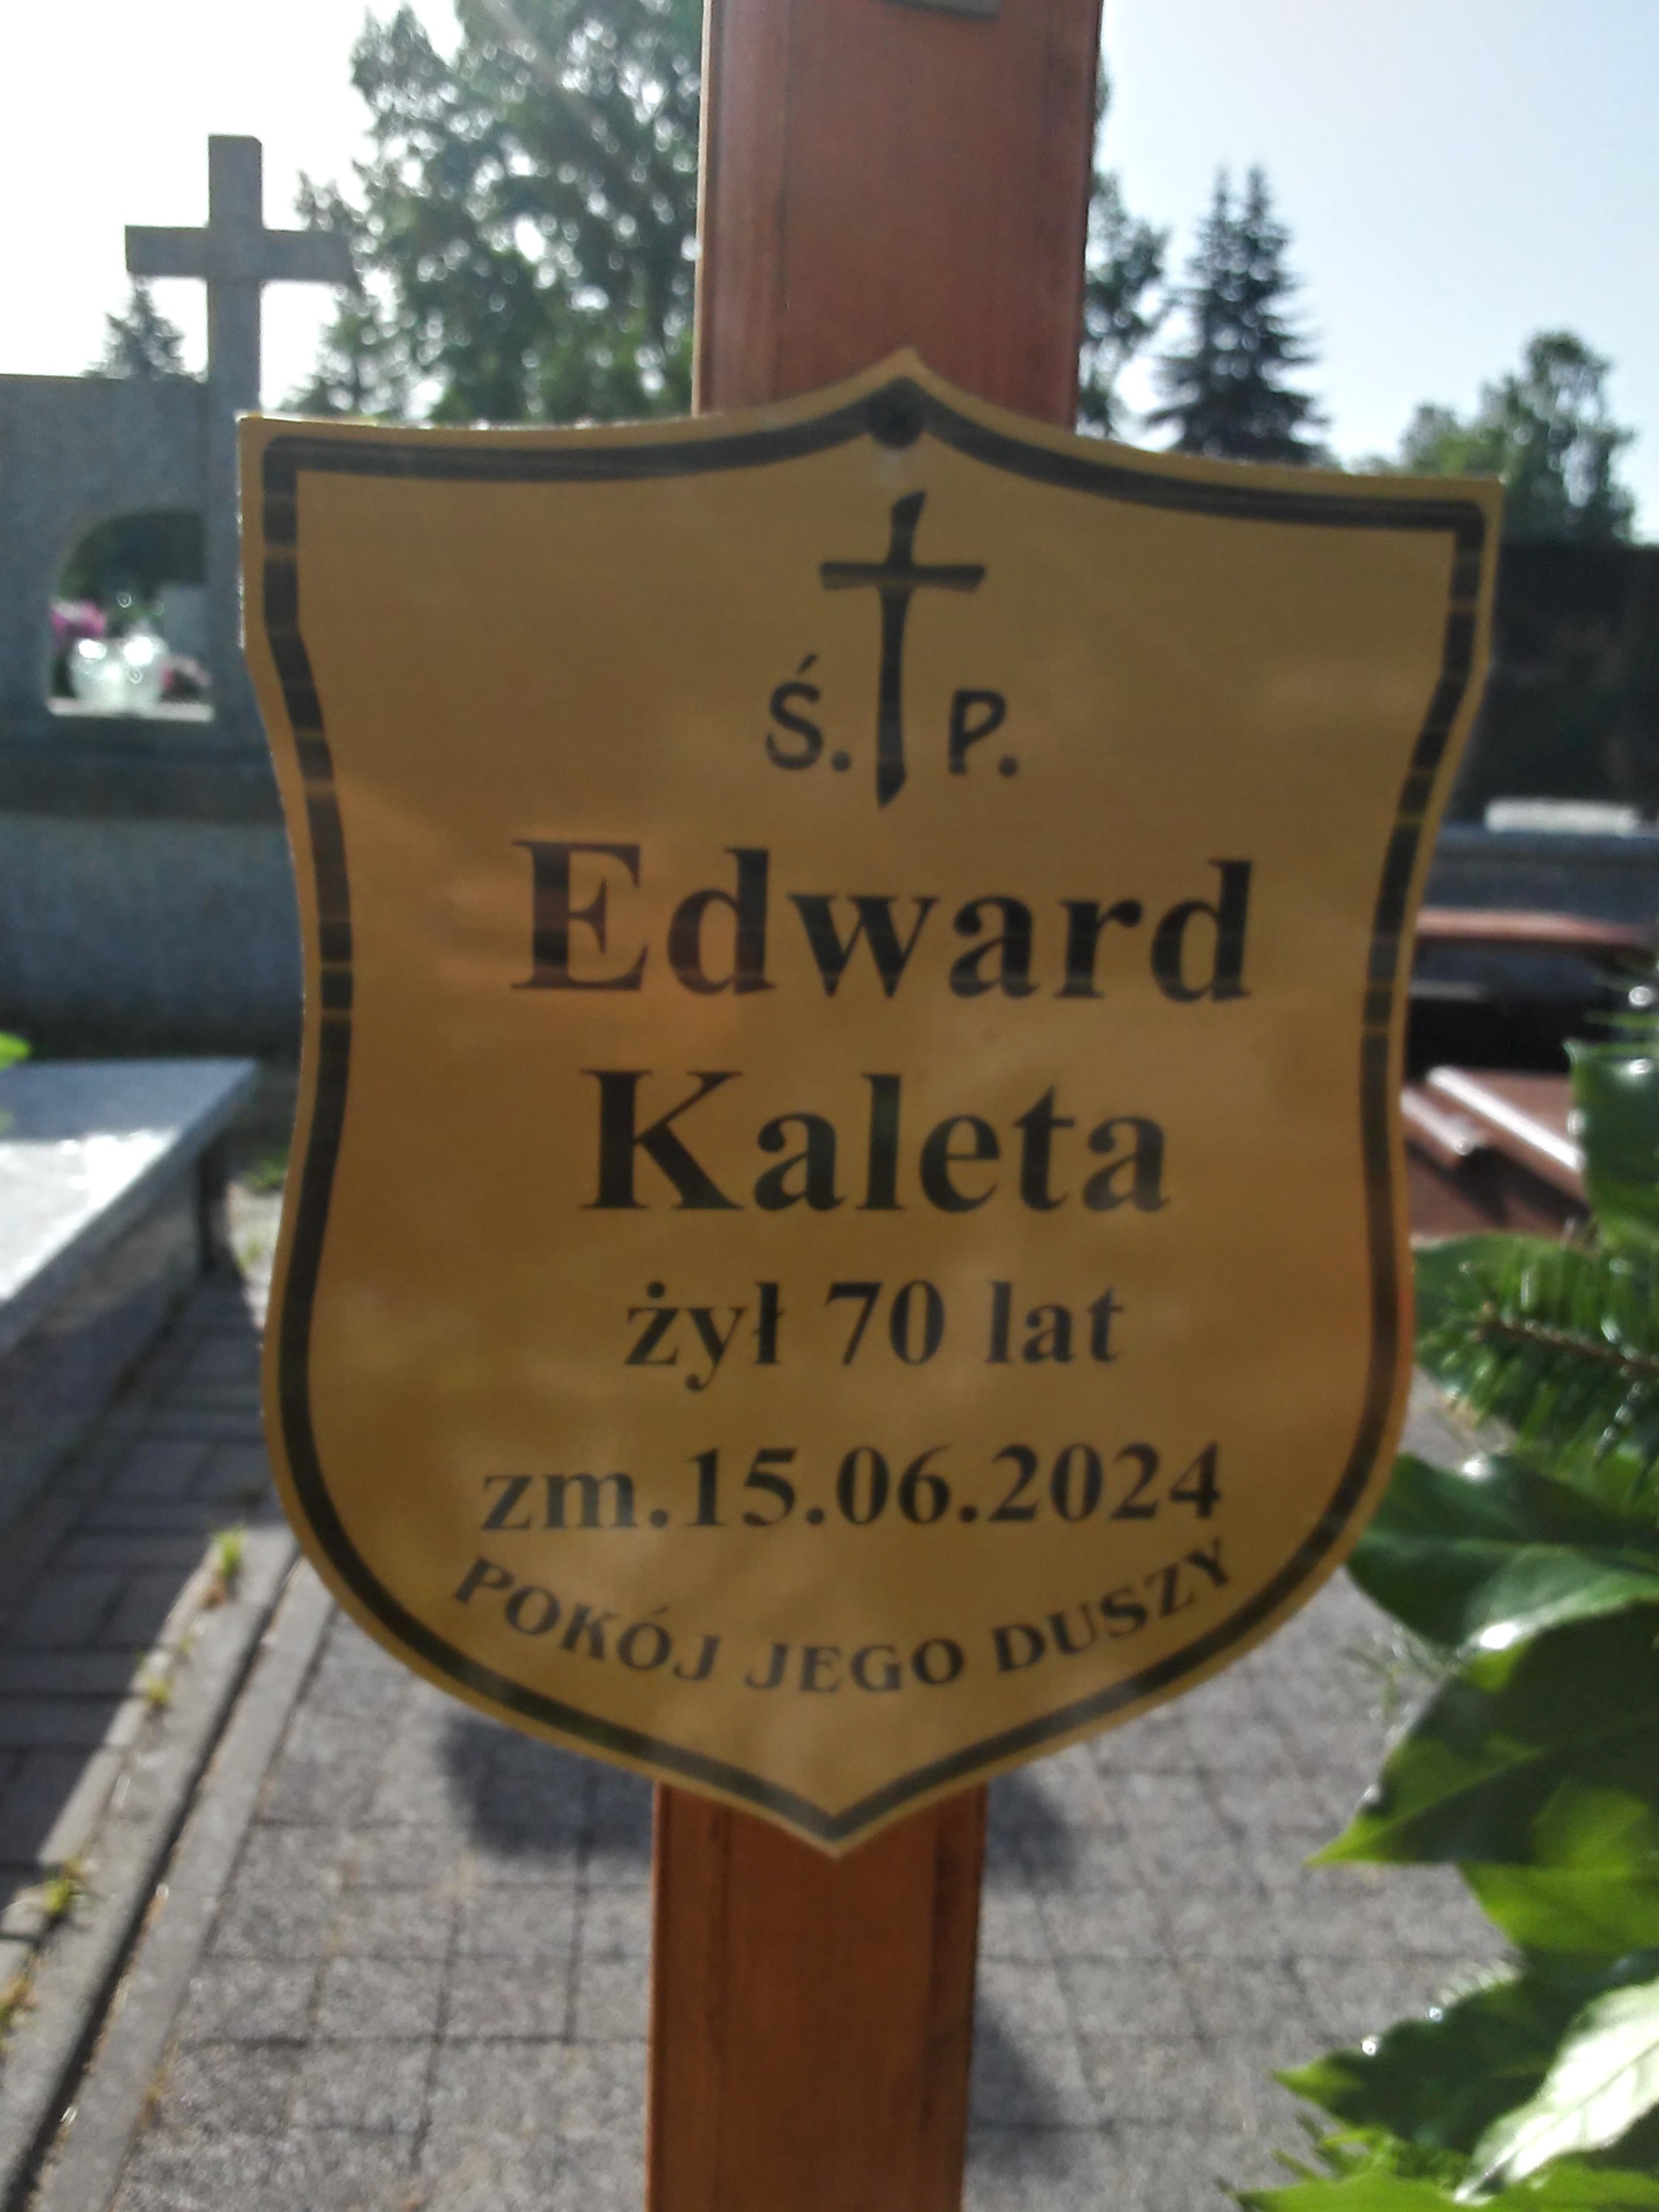 Ś. P.
Edward
Kaleta
żył 70 lat
zm.15.06.2024
POKÓJ JEGO DUSZY